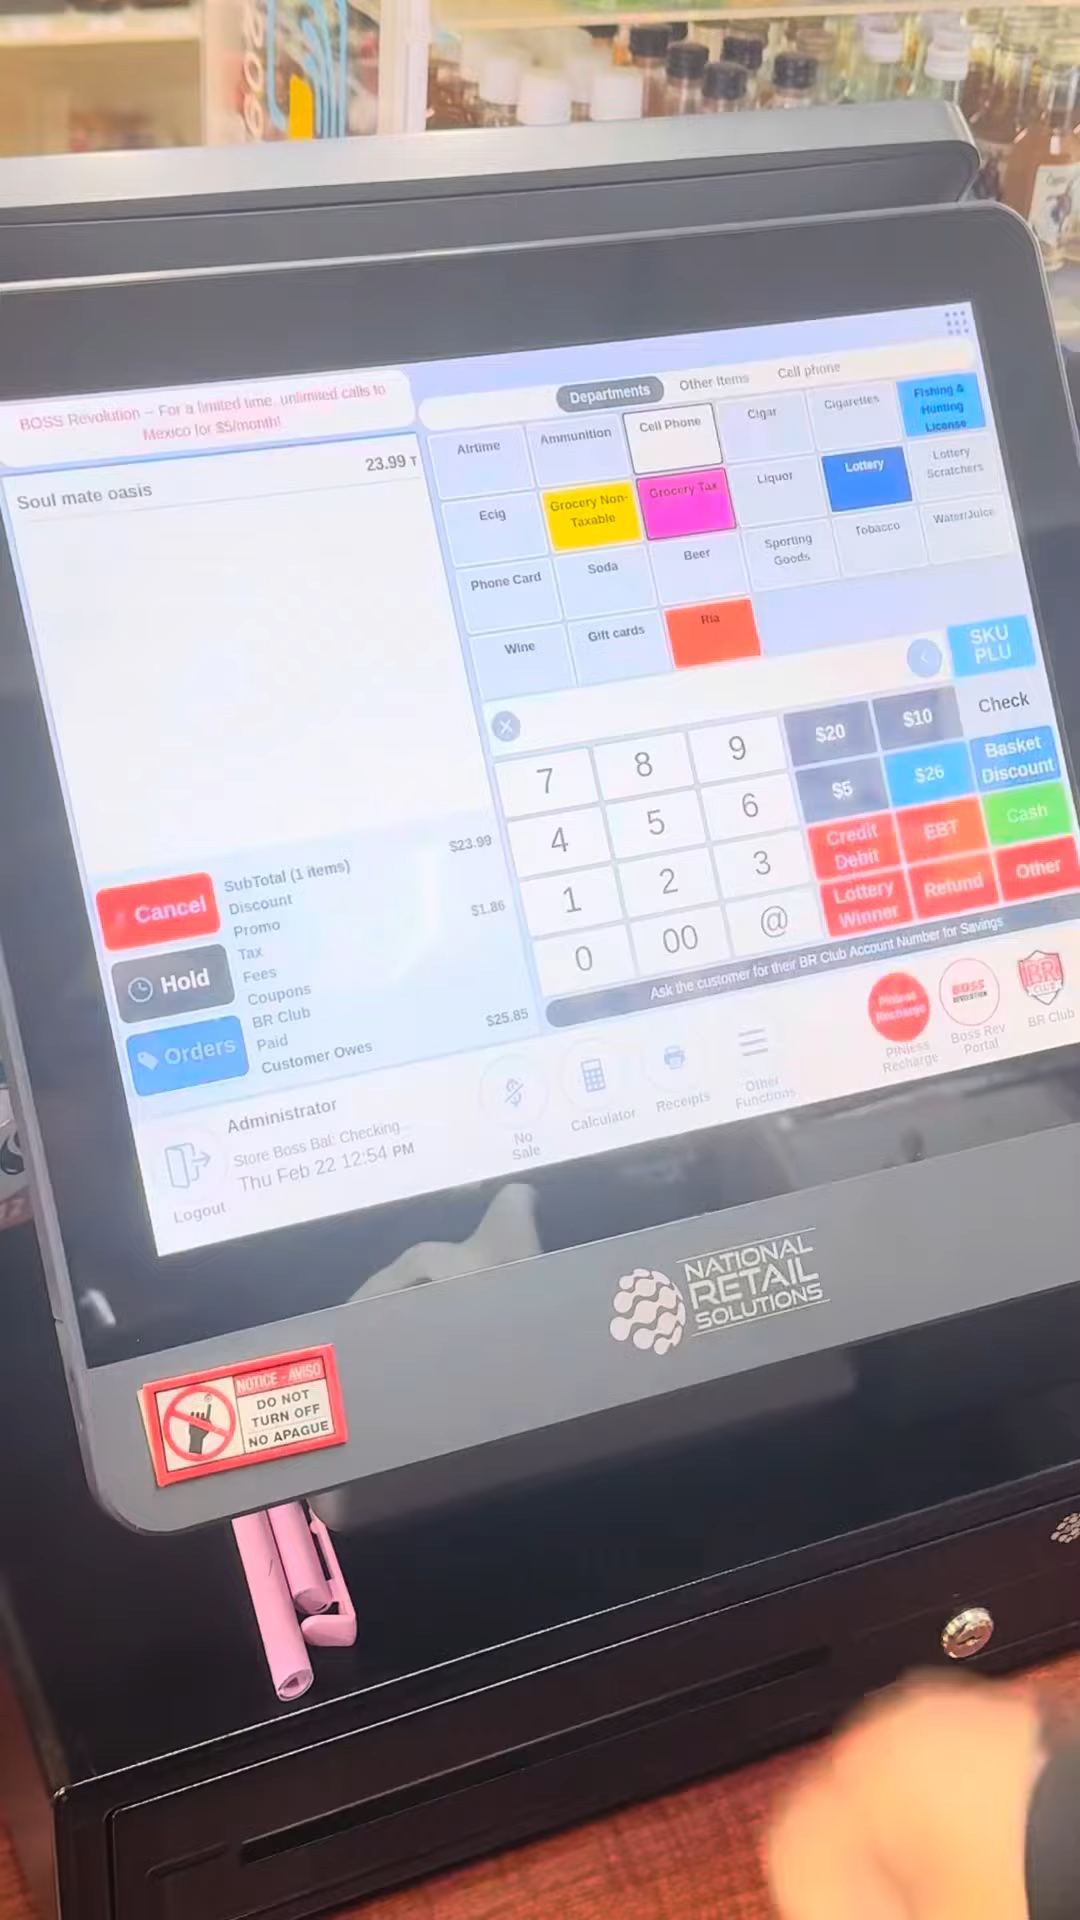 BOSS Revolution – For a limited time, unlimited calls to
Mexico for $5/month!
23.99 T
Soul mate oasis
Departments
Other Items
Cell phone
Airtime
Ammunition
Cell Phone
Cigar
Cigarettes
Fishing &
Hunting
License
Ecig
Grocery Non-
Taxable
Grocery Tax
Liquor
Lottery
Lottery
Scratchers
Phone Card
Soda
Beer
Sporting
Goods
Tobacco
Water/Juice
Wine
Gift cards
Ria
SKU
PLU
7
8
9
$20
$10
Check
4
5
6
$5
$26
Basket
Discount
1
2
3
Credit
Debit
EBT
Cash
0
00
@
Lottery
Winner
Refund
Other
Cancel
Hold
Orders
SubTotal (1 items)
$23.99
Discount
Promo
Tax
$1.86
Fees
Coupons
BR Club
Paid
Customer Owes
$25.85
Ask the customer for their BR Club Account Number for Savings
Administrator
Store Boss Bal: Checking...
Thu Feb 22 12:54 PM
Logout
No
Sale
Calculator
Receipts
Other
Functions
Pinless
Recharge
PINless
Recharge
BOSS
REVOLUTION
Boss Rev
Portal
BR
CLUB
BR Club
NATIONAL
RETAIL
SOLUTIONS
NOTICE - AVISO
DO NOT
TURN OFF
NO APAGUE